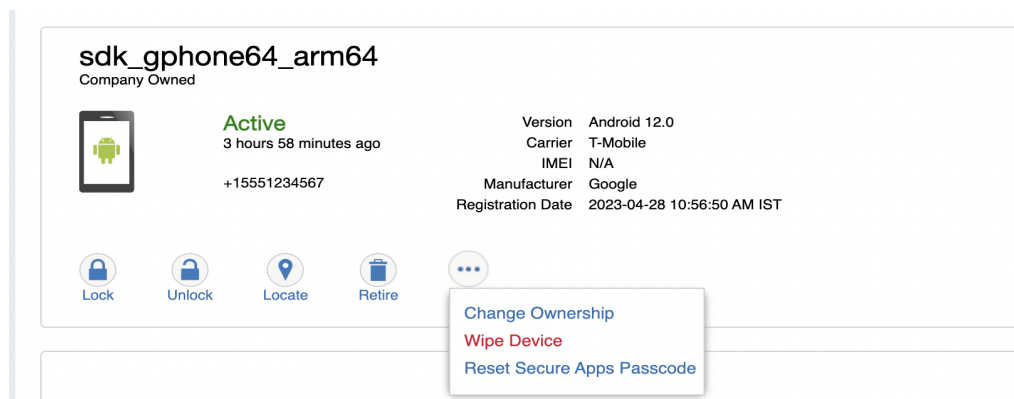 sdk_gphone64_arm64
Company Owned
Active
3 hours 58 minutes ago
+15551234567
Version Android 12.0
Carrier T-Mobile
IMEI N/A
Manufacturer Google
Registration Date 2023-04-28 10:56:50 AM IST
Lock Unlock Locate Retire
Change Ownership
Wipe Device
Reset Secure Apps Passcode